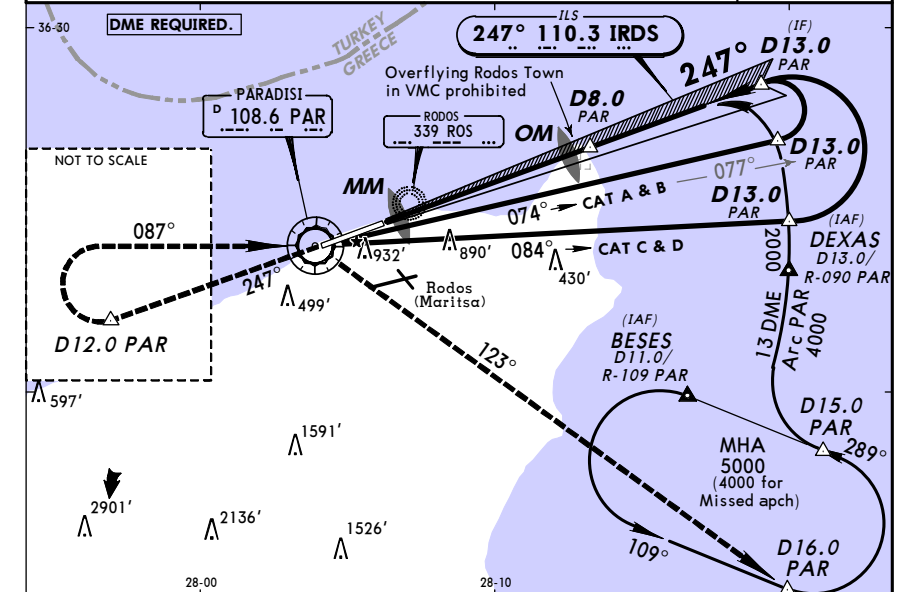 36-30
DME REQUIRED.
TURKEY
GREECE
ILS
247° 110.3 IRDS
247°
(IF)
D13.0
PAR
Overflying Rodos Town
in VMC prohibited
PARADISI
D 108.6 PAR
RODOS
339 ROS
D8.0
PAR
OM
MM
D13.0
PAR
077°
074° CAT A & B
D13.0
PAR
084° CAT C & D
NOT TO SCALE
087°
247°
D12.0 PAR
932'
890'
430'
499'
Rodos
(Maritsa)
(IAF)
DEXAS
D13.0/
R-090 PAR
2000
13 DME
Arc PAR
4000
(IAF)
BESES
D11.0/
R-109 PAR
123°
D15.0
PAR
289°
MHA
5000
(4000 for
Missed apch)
597'
1591'
2901'
2136'
1526'
109°
D16.0
PAR
28-00
28-10